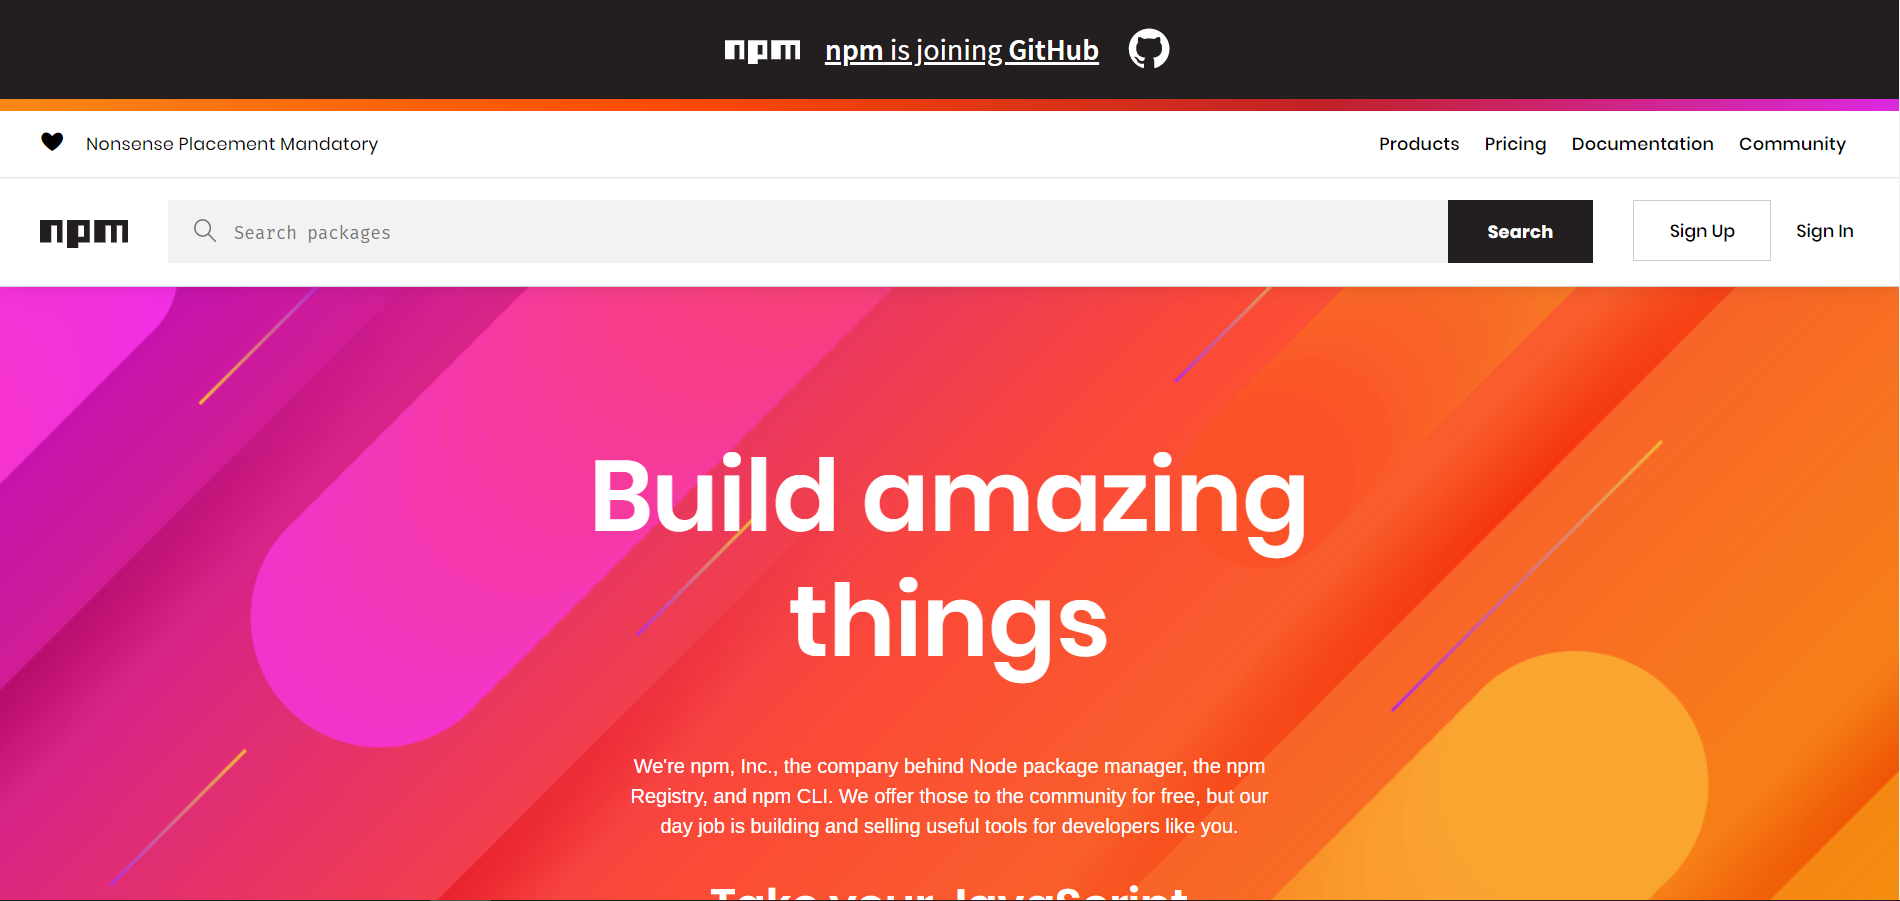 npm npm is joining GitHub
Nonsense Placement Mandatory
Products Pricing Documentation Community
npm Search packages Search Sign Up Sign In
Build amazing
things
We're npm, Inc., the company behind Node package manager, the npm
Registry, and npm CLI. We offer those to the community for free, but our
day job is building and selling useful tools for developers like you.
Take your JavaScript